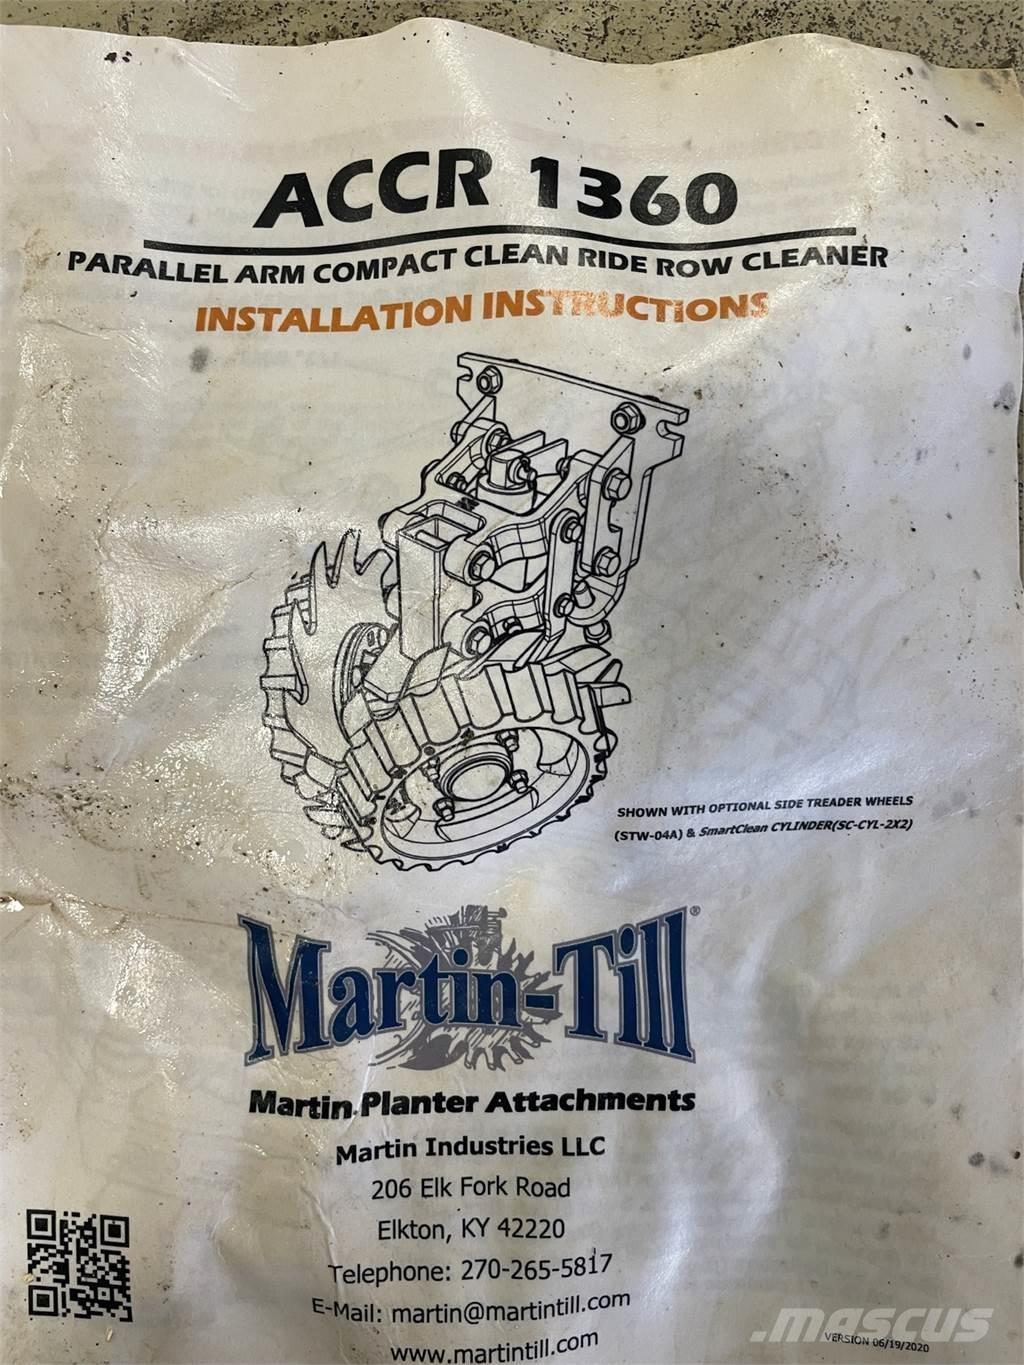 ACCR 1360
PARALLEL ARM COMPACT CLEAN RIDE ROW CLEANER
INSTALLATION INSTRUCTIONS
SHOWN WITH OPTIONAL SIDE TREADER WHEELS
(STW-04A) & SmartClean CYLINDER(SC-CYL-2X2)
Martin-Till®
Martin Planter Attachments
Martin Industries LLC
206 Elk Fork Road
Elkton, KY 42220
Telephone: 270-265-5817
E-Mail: martin@martintill.com
www.martintill.com
VERSION 06/19/2020
.mascus